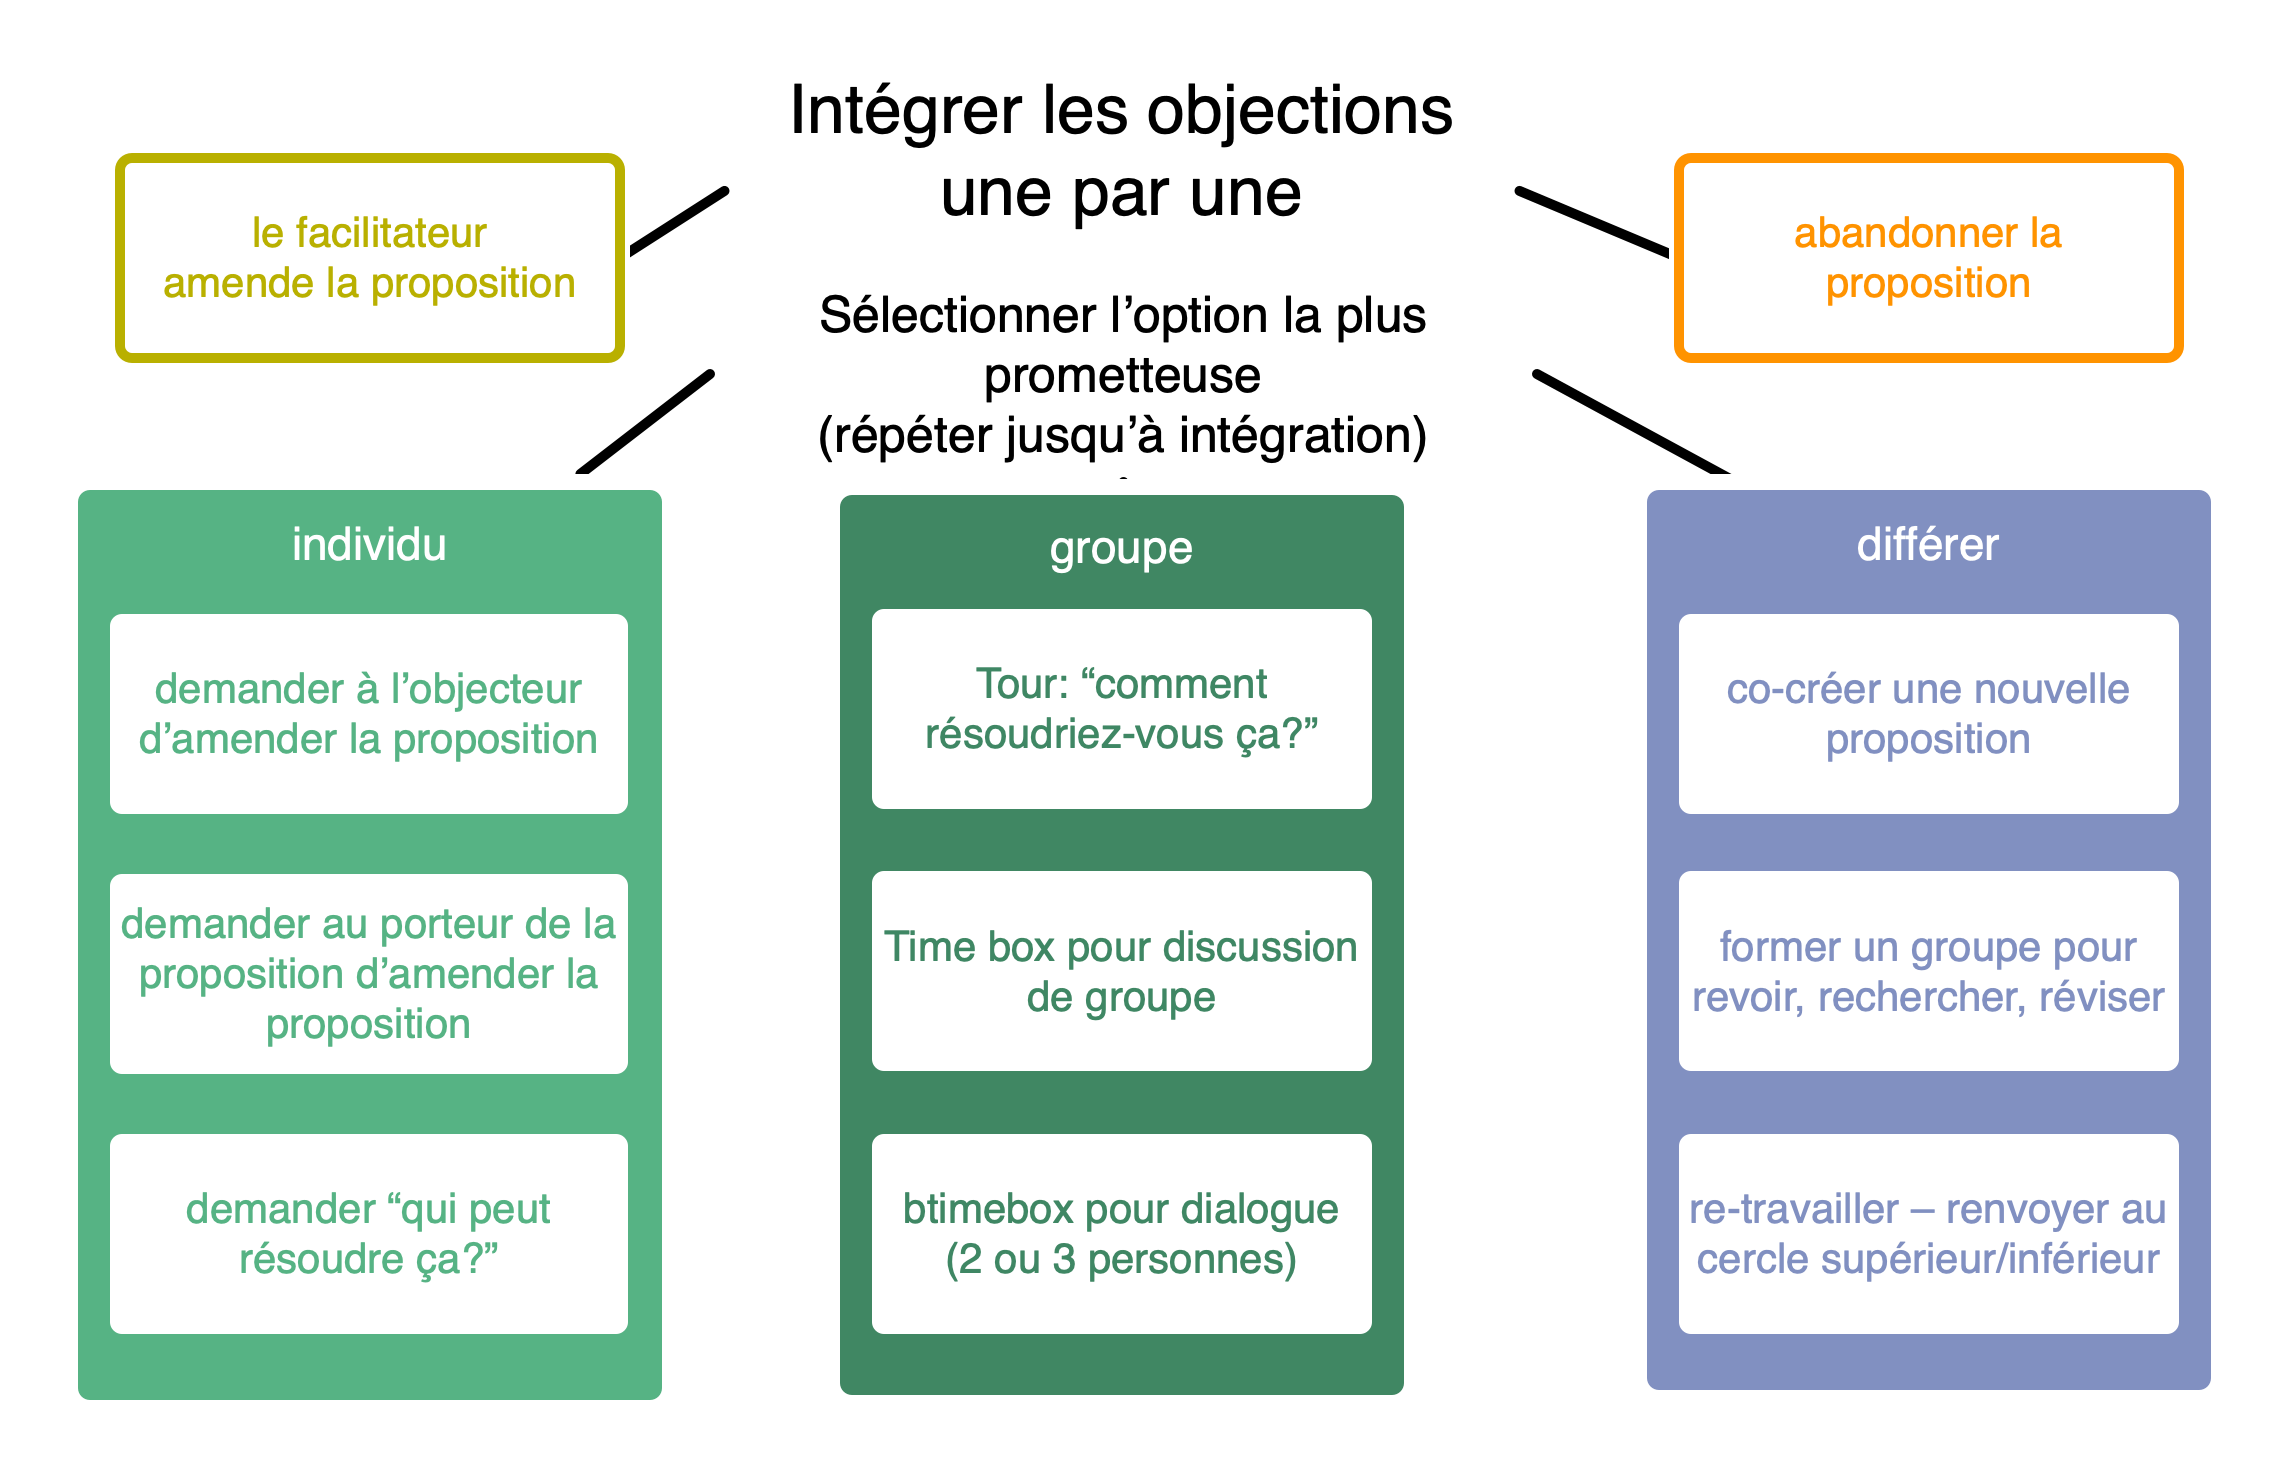 Intégrer les objections
une par une
le facilitateur
amende la proposition
abandonner la
proposition
Sélectionner l’option la plus
prometteuse
(répéter jusqu’à intégration)
individu
demander à l’objecteur
d’amender la proposition
demander au porteur de la
proposition d’amender la
proposition
demander “qui peut
résoudre ça?”
groupe
Tour: “comment
résoudriez-vous ça?”
Time box pour discussion
de groupe
btimebox pour dialogue
(2 ou 3 personnes)
différer
co-créer une nouvelle
proposition
former un groupe pour
revoir, rechercher, réviser
re-travailler – renvoyer au
cercle supérieur/inférieur